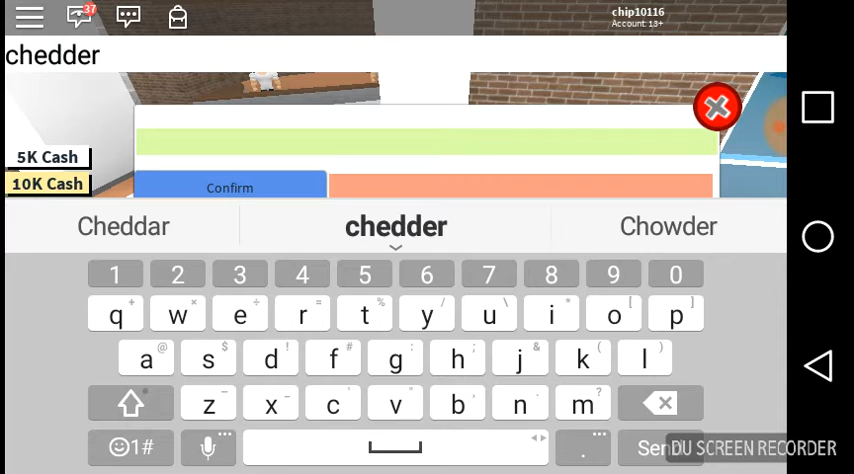 37
chip10116
Account: 13+
chedder
5K Cash
10K Cash
Confirm
Cheddar chedder Chowder
1 2 3 4 5 6 7 8 9 0
q + w × e ÷ r = t % y / u \ i * o [ p ]
a @ s $ d ! f # g : h ; j & k ( l )
z _ x - c ' v " b , n ` m ?
☺1# . Sen
DU SCREEN RECORDER